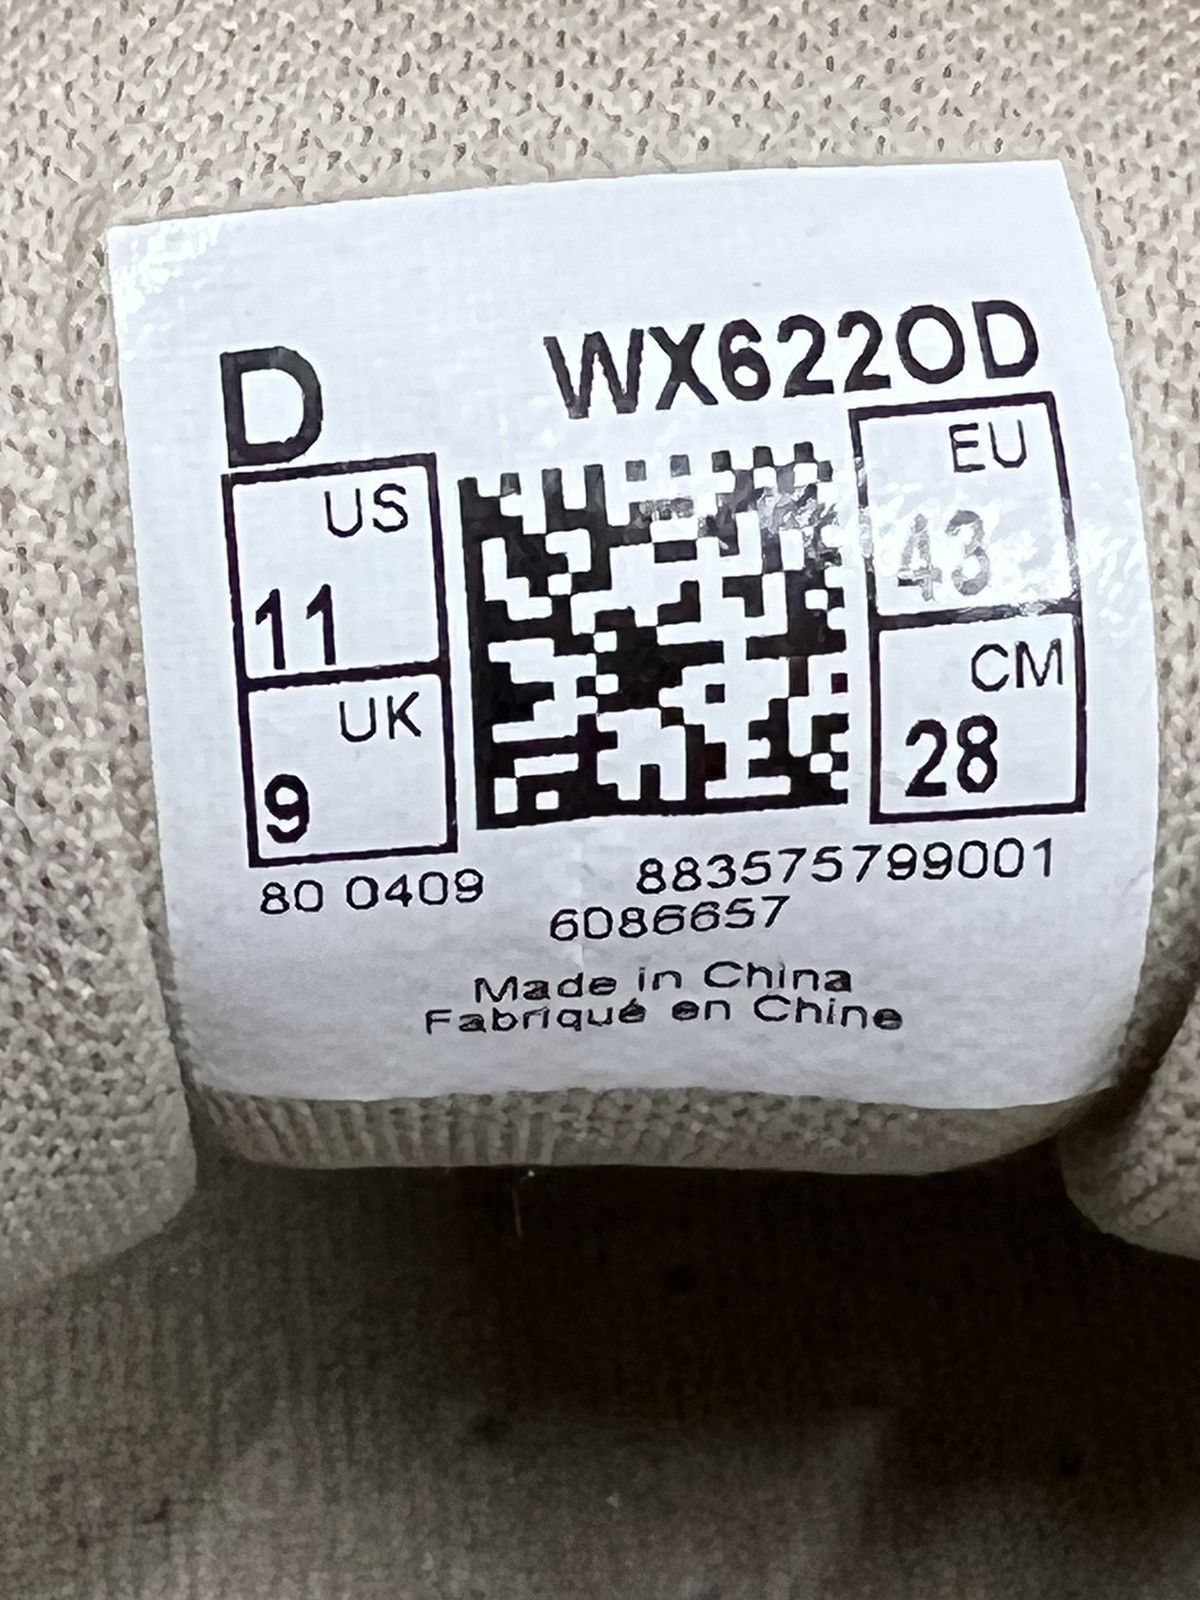 D
WX622OD
US
11
UK
9
EU
43
CM
28
80 0409
883575799001
6086657
Made in China
Fabriqué en Chine